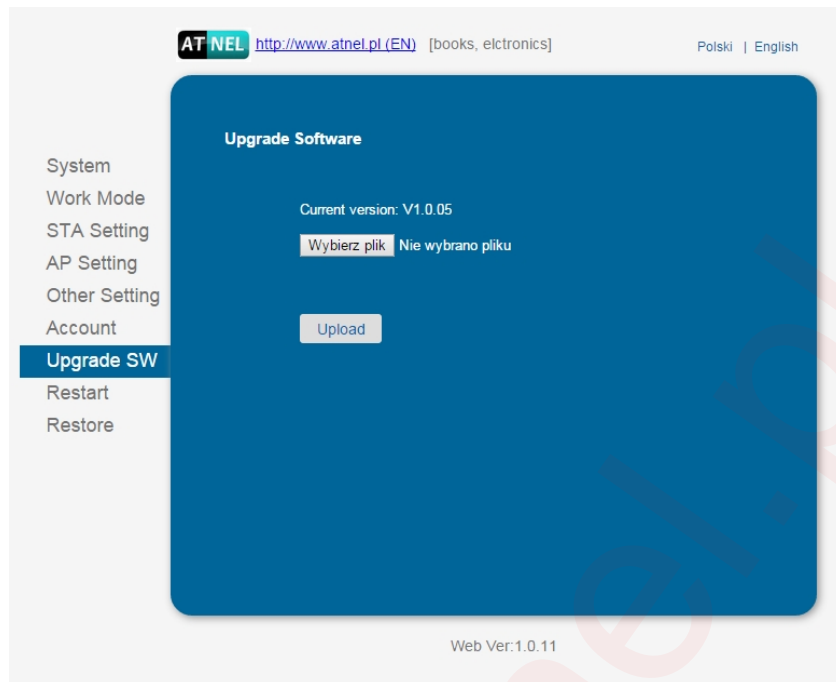 ATNEL http://www.atnel.pl (EN) [books, elctronics]
Polski | English
Upgrade Software
System
Work Mode
STA Setting
AP Setting
Other Setting
Account
Upgrade SW
Restart
Restore
Current version: V1.0.05
Wybierz plik Nie wybrano pliku
Upload
Web Ver:1.0.11